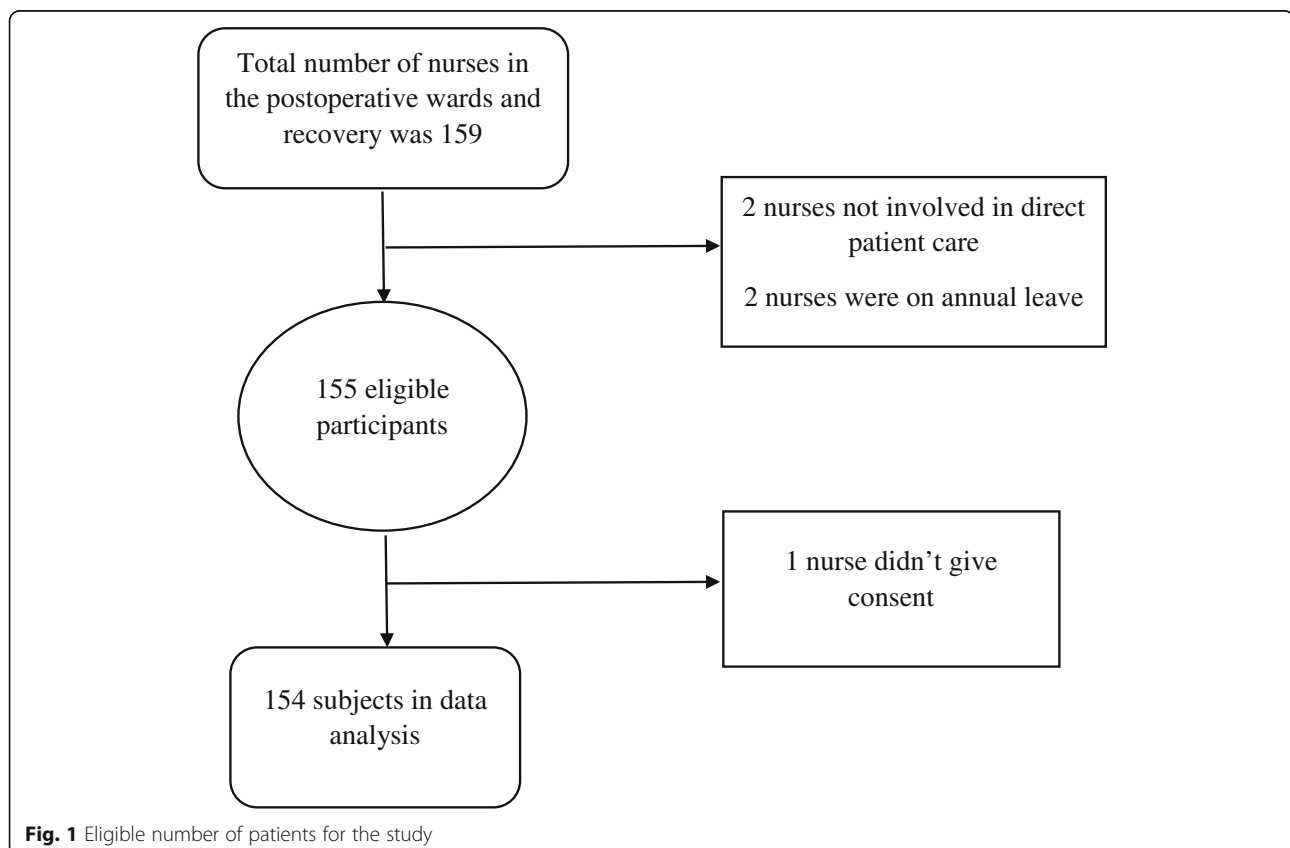 Total number of nurses in
the postoperative wards and
recovery was 159
2 nurses not involved in direct
patient care
2 nurses were on annual leave
155 eligible
participants
1 nurse didn’t give
consent
154 subjects in data
analysis
Fig. 1 Eligible number of patients for the study